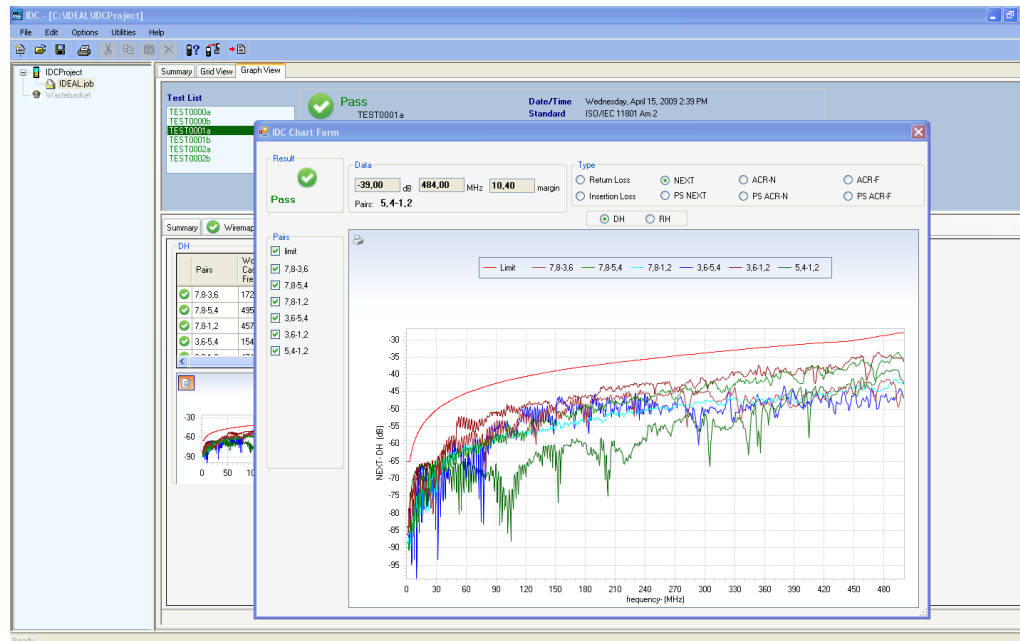 IDC - [C:\IDEAL\IDCProject]
File Edit Options Utilities Help
IDCProject
IDEAL.job
Wastebasket
Summary Grid View Graph View
Test List
TEST0000a
TEST0000b
TEST0001a
TEST0001b
TEST0002a
TEST0002b
Pass
TEST0001a
Date/Time Wednesday, April 15, 2009 2:39 PM
Standard ISO/IEC 11801 Am 2
Summary Wiremap
DH
Pairs
7,8-3,6 172
7,8-5,4 495
7,8-1,2 457
3,6-5,4 154
-30
-60
-90
0 50 10
IDC Chart Form
Result
Pass
Data
-39,00 dB 484,00 MHz 10,40 margin
Pairs: 5,4-1,2
Type
Return Loss NEXT ACR-N ACR-F
Insertion Loss PS NEXT PS ACR-N PS ACR-F
DH RH
Pairs
limit
7,8-3,6
7,8-5,4
7,8-1,2
3,6-5,4
3,6-1,2
5,4-1,2
Limit 7,8-3,6 7,8-5,4 7,8-1,2 3,6-5,4 3,6-1,2 5,4-1,2
NEXT- DH (dB)
-30
-35
-40
-45
-50
-55
-60
-65
-70
-75
-80
-85
-90
-95
0 30 60 90 120 150 180 210 240 270 300 330 360 390 420 450 480
frequency- (MHz)